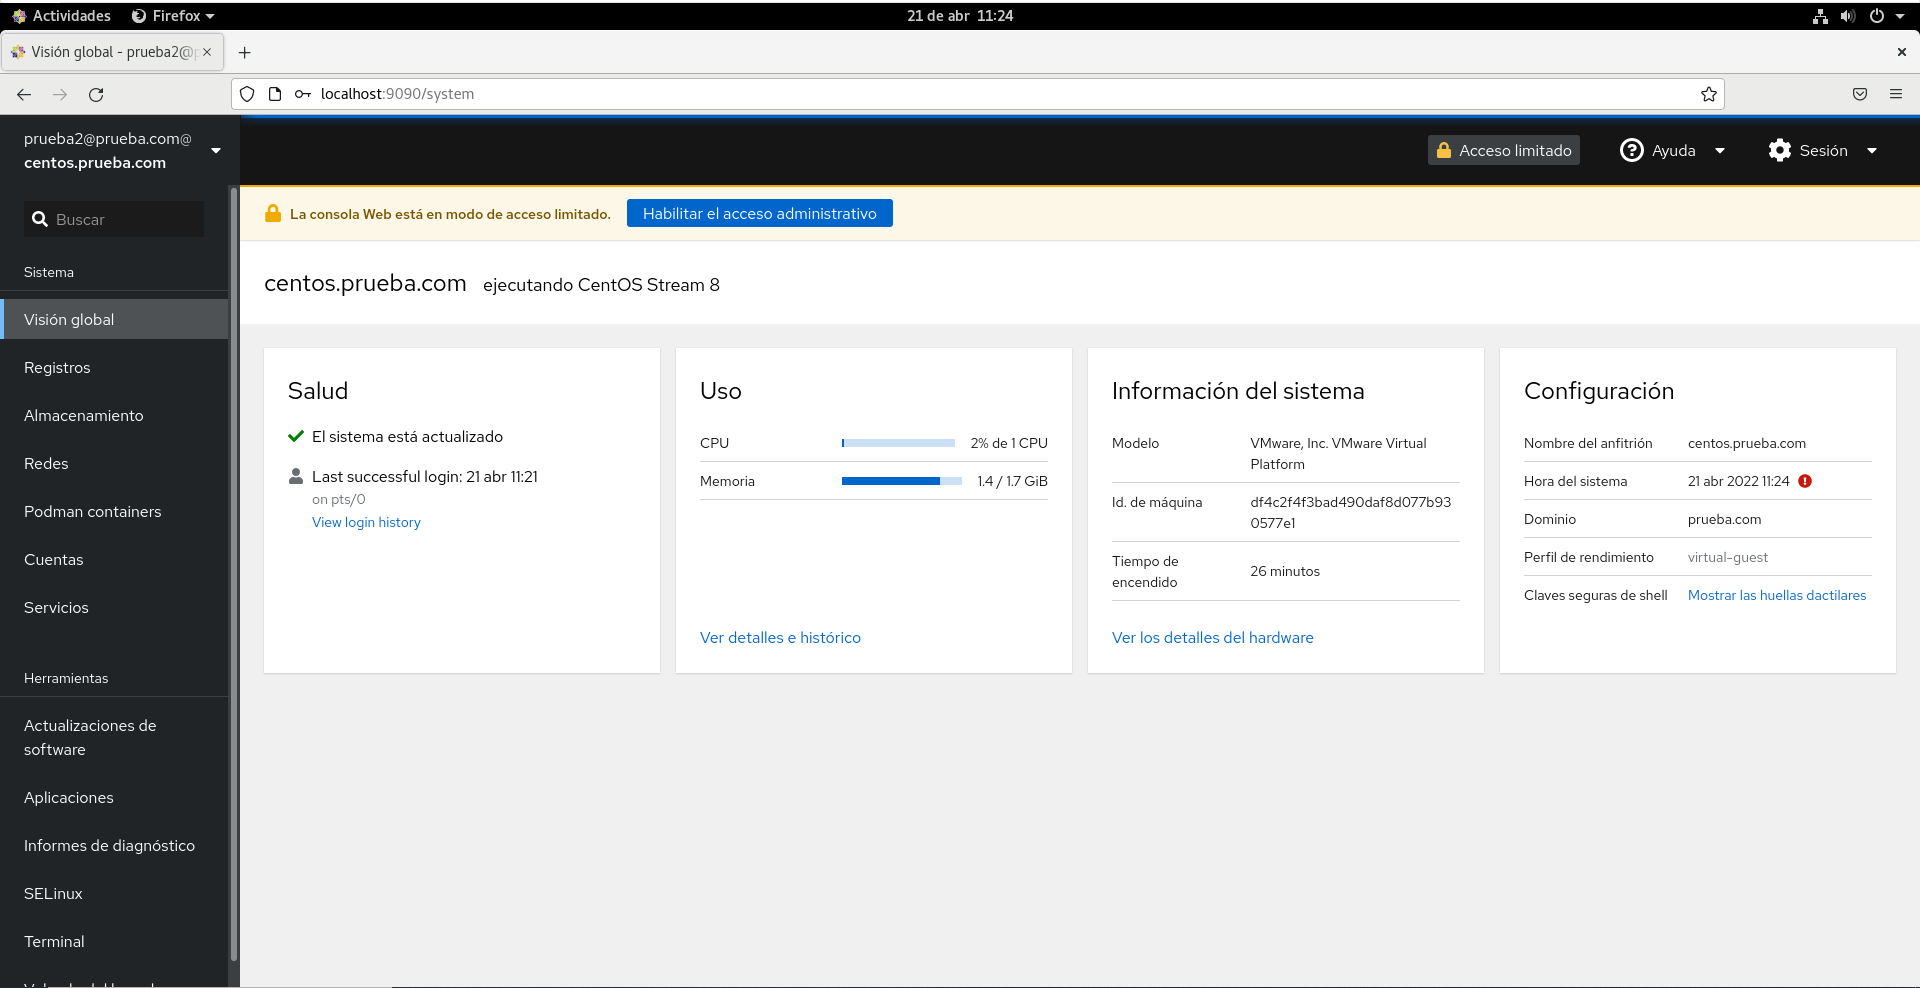 Actividades
Firefox
21 de abr 11:24
Visión global - prueba2@p
localhost:9090/system
prueba2@prueba.com@
centos.prueba.com
Acceso limitado
Ayuda
Sesión
La consola Web está en modo de acceso limitado.
Habilitar el acceso administrativo
Buscar
Sistema
Visión global
Registros
Almacenamiento
Redes
Podman containers
Cuentas
Servicios
Herramientas
Actualizaciones de
software
Aplicaciones
Informes de diagnóstico
SELinux
Terminal
centos.prueba.com ejecutando CentOS Stream 8
Salud
El sistema está actualizado
Last successful login: 21 abr 11:21
on pts/0
View login history
Uso
CPU 2% de 1 CPU
Memoria 1.4 / 1.7 GiB
Ver detalles e histórico
Información del sistema
Modelo VMware, Inc. VMware Virtual
Platform
Id. de máquina df4c2f4f3bad490daf8d077b93
0577e1
Tiempo de
encendido 26 minutos
Ver los detalles del hardware
Configuración
Nombre del anfitrión centos.prueba.com
Hora del sistema 21 abr 2022 11:24
Dominio prueba.com
Perfil de rendimiento virtual-guest
Claves seguras de shell Mostrar las huellas dactilares